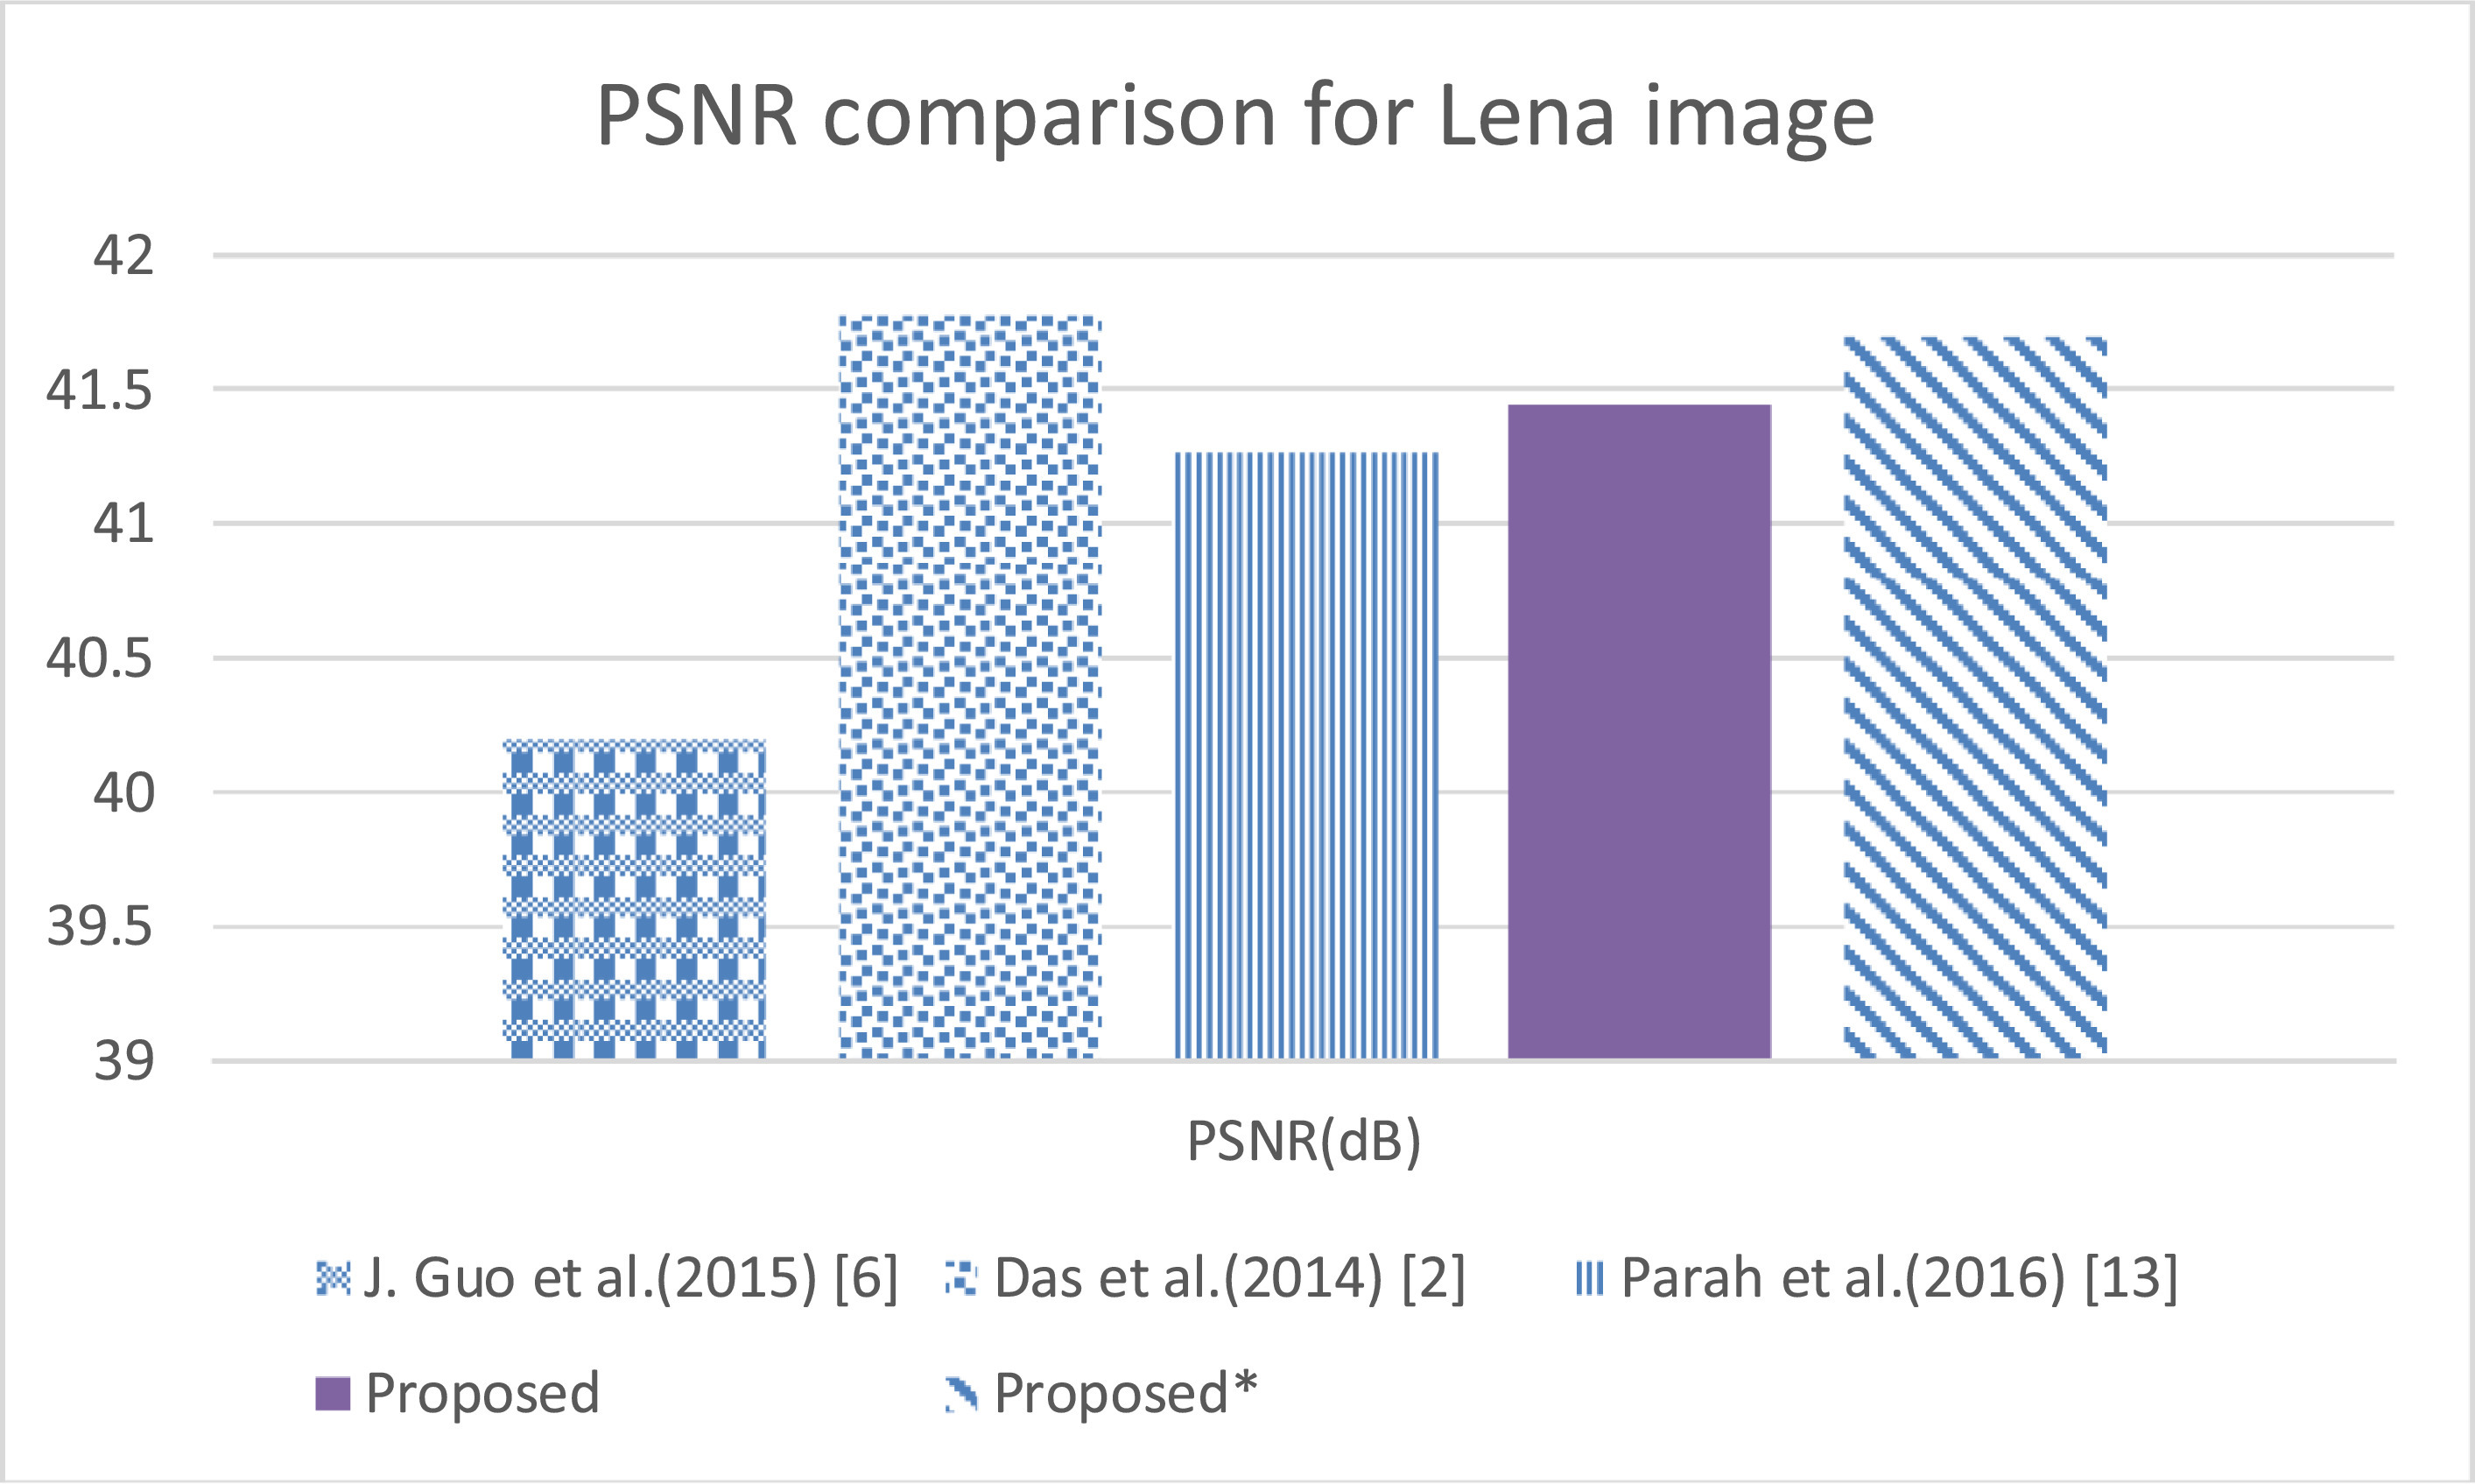 PSNR comparison for Lena image
42
41.5
41
40.5
40
39.5
39
PSNR(dB)
J. Guo et al.(2015) [6]
Das et al.(2014) [2]
Parah et al.(2016) [13]
Proposed
Proposed*